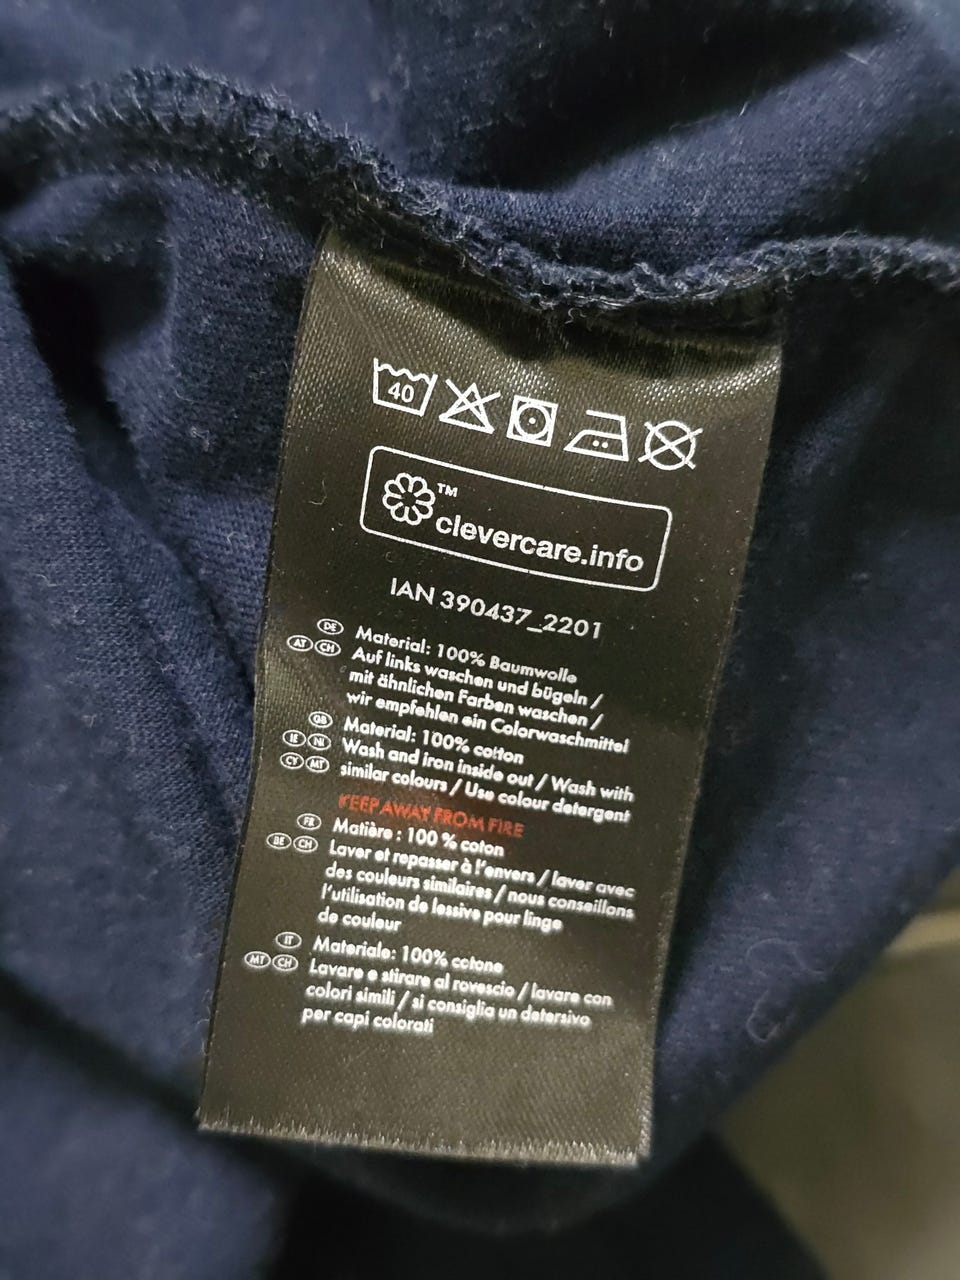 40
™
clevercare.info
IAN 390437_2201
DE Material: 100% Baumwolle
AT CH Auf links waschen und bügeln /
mit ähnlichen Farben waschen /
wir empfehlen ein Colorwaschmittel
GB Material: 100% cotton
IE NI Wash and iron inside out / Wash with
CY MT similar colours / Use colour detergent
KEEP AWAY FROM FIRE
FR Matière : 100 % coton
BE CH Laver et repasser à l'envers / laver avec
des couleurs similaires / nous conseillons
l'utilisation de lessive pour linge
de couleur
IT Materiale: 100% cotone
MT CH Lavare e stirare al rovescio / lavare con
colori simili / si consiglia un detersivo
per capi colorati